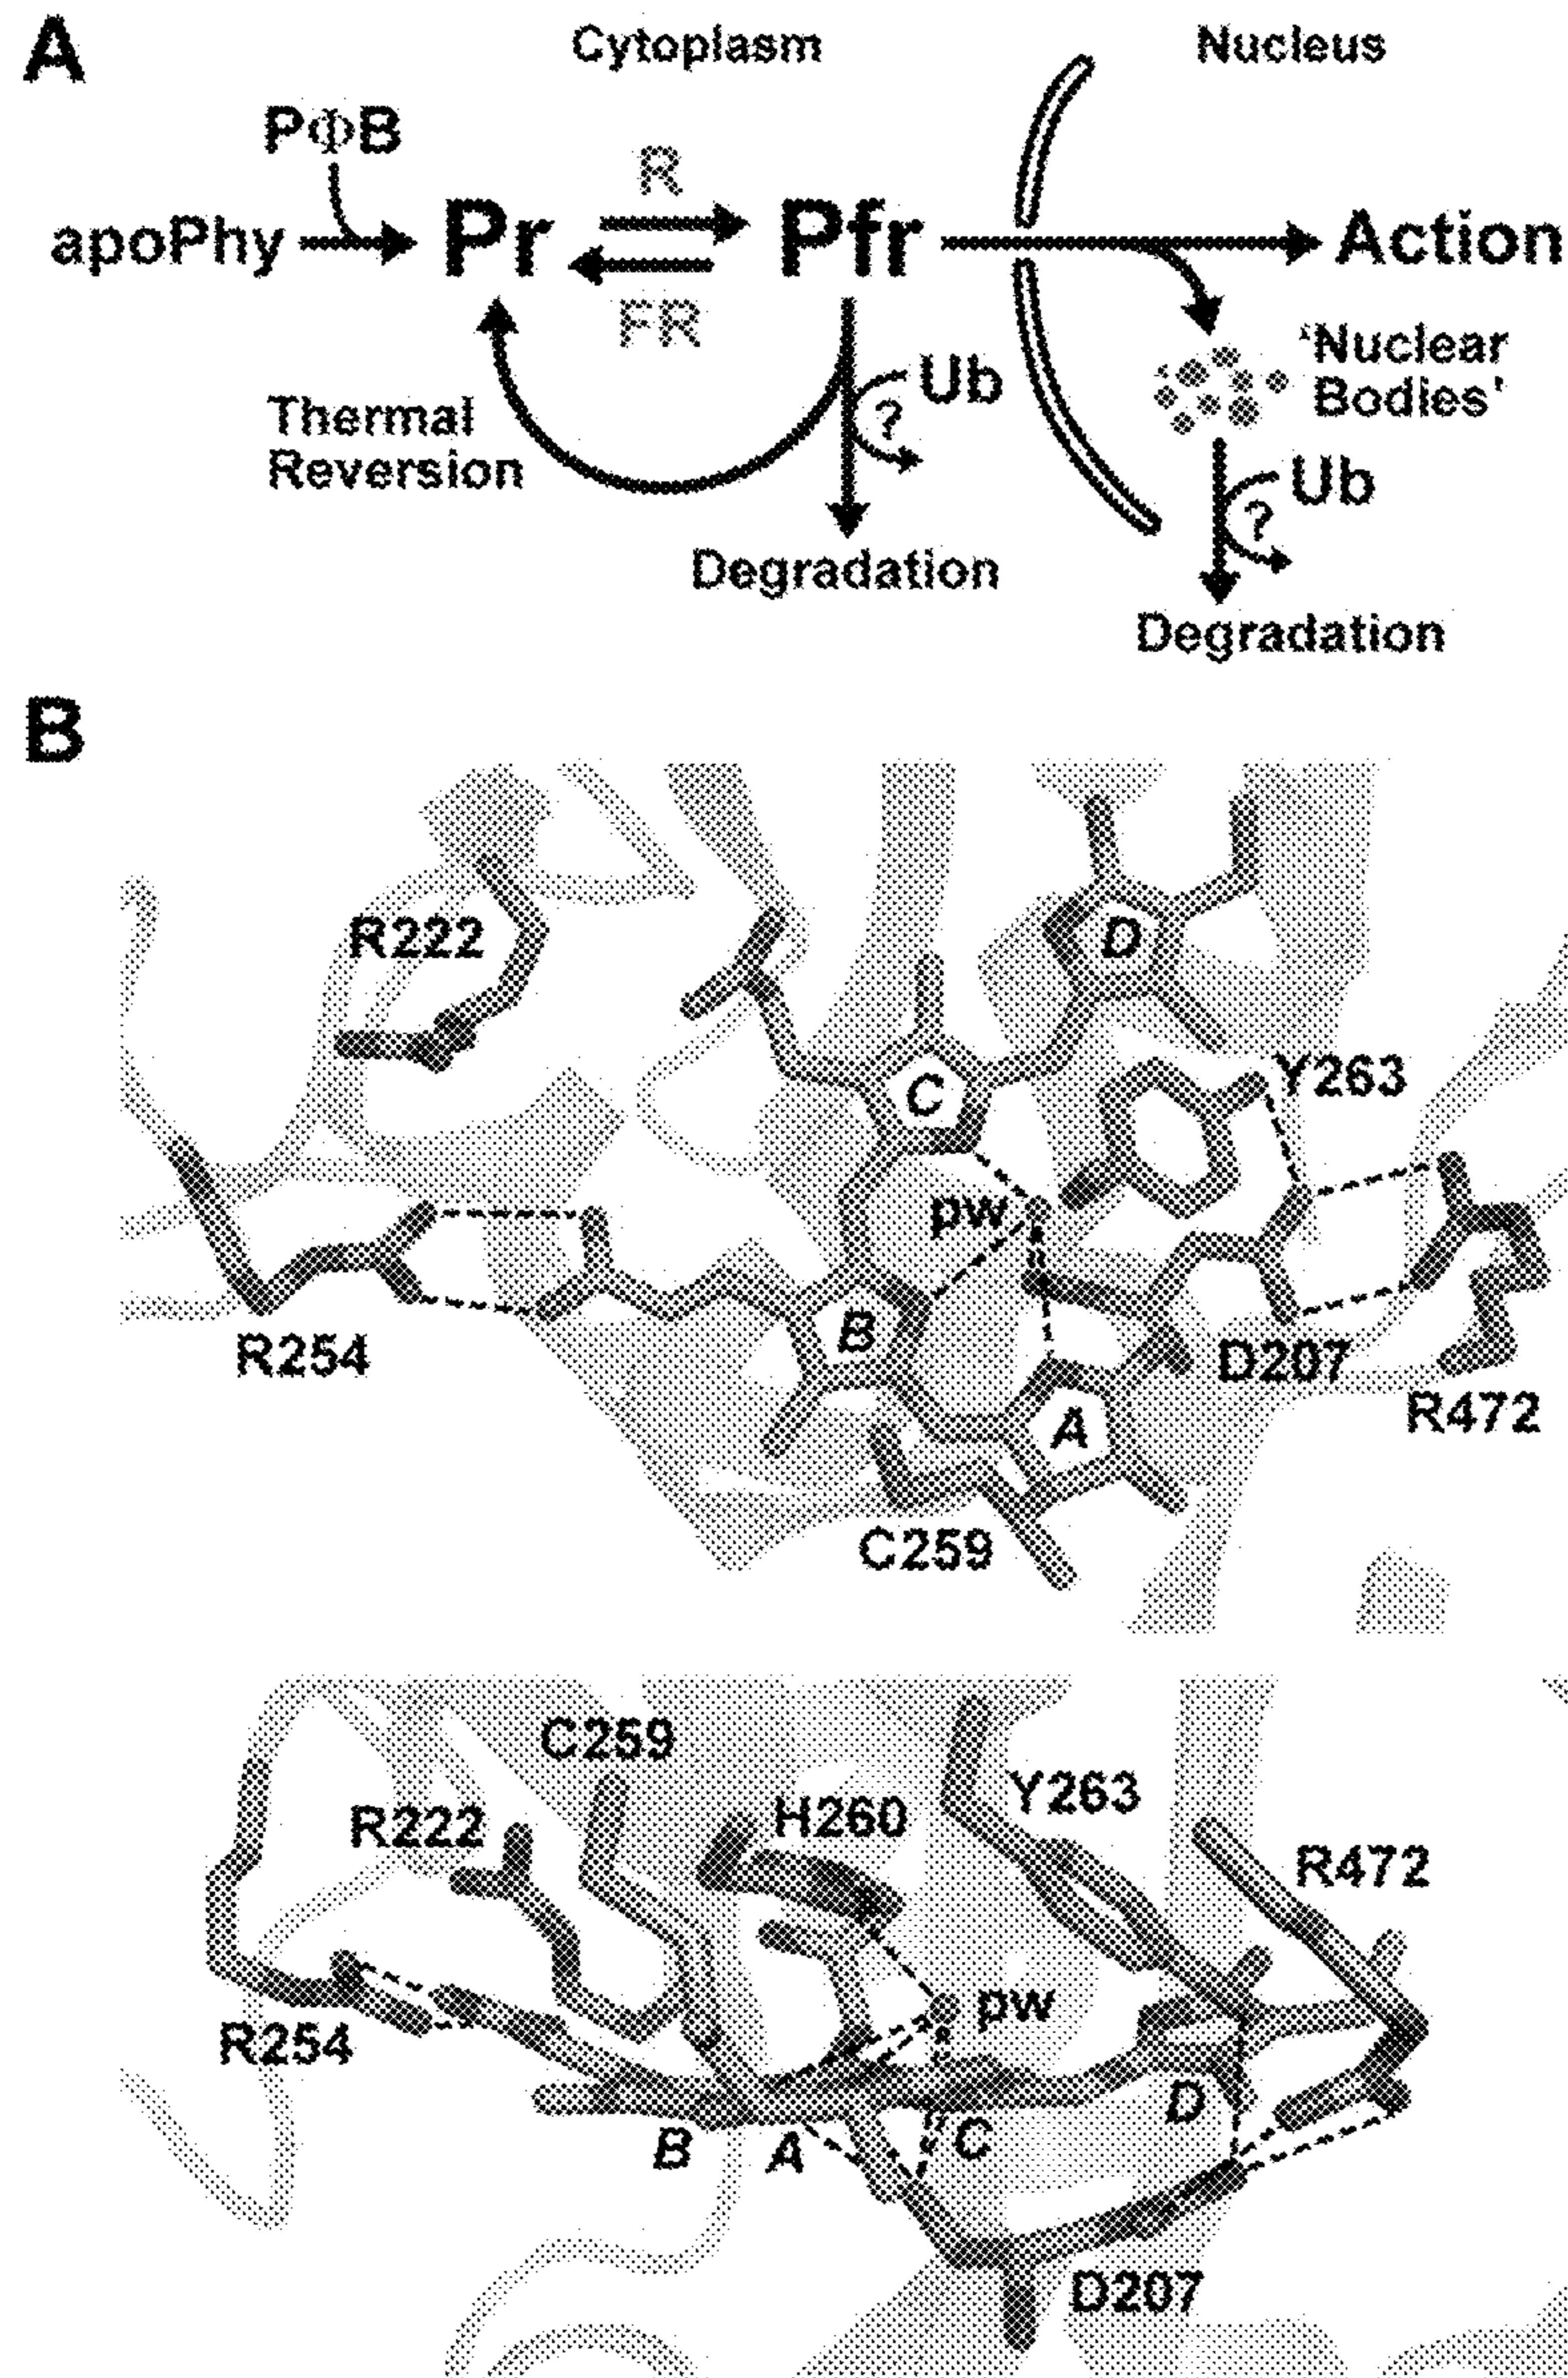 A
Cytoplasm
Nucleus
PΦB
R
apoPhy
Pr
Pfr
Action
FR
'Nuclear
Bodies'
Ub
?
Thermal
Reversion
Ub
?
Degradation
Degradation
B
R222
D
C
Y263
pw
B
R254
D207
A
R472
C259
C259
R222
H260
Y263
R472
pw
R254
D
B
A
C
D207